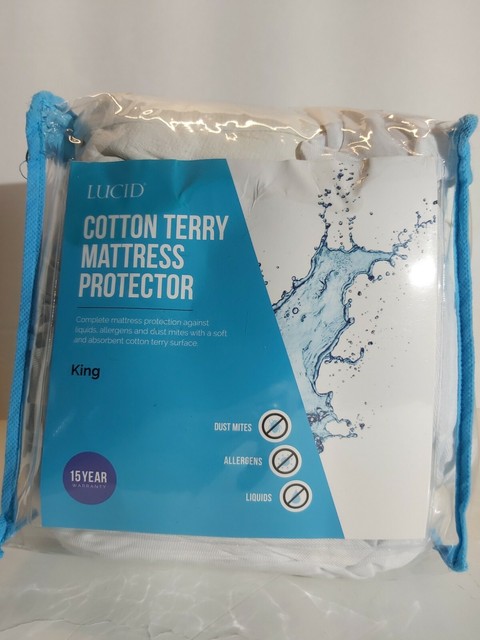 LUCID®
COTTON TERRY
MATTRESS
PROTECTOR
Complete mattress protection against
liquids, allergens and dust mites with a soft
and absorbent cotton terry surface
King
DUST MITES
ALLERGENS
LIQUIDS
15 YEAR
WARRANTY